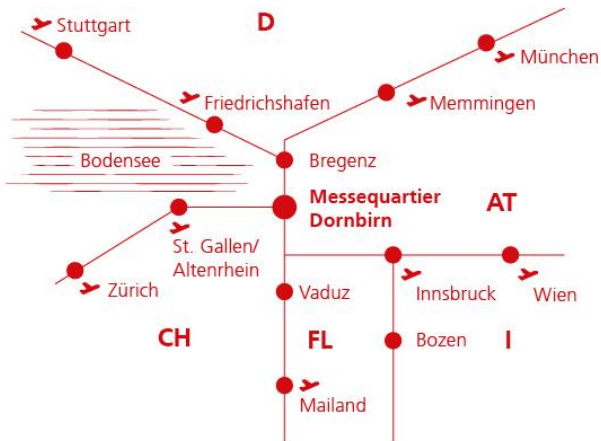 Stuttgart
D
München
Friedrichshafen
Memmingen
Bodensee
Bregenz
Messequartier
Dornbirn
AT
St. Gallen/
Altenrhein
Zürich
Vaduz
Innsbruck
Wien
CH
FL
Bozen
I
Mailand